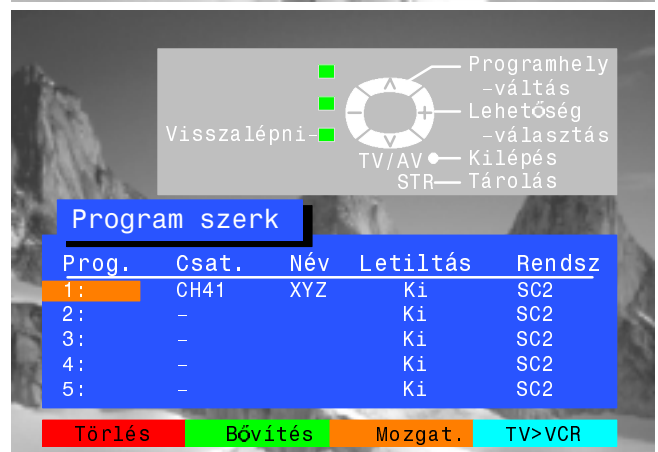 Programhely
-váltás
Lehetőség
-választás
Visszalépni-
TV/AV Kilépés
STR Tárolás
Program szerk
Prog. Csat. Név Letiltás Rendsz
1: CH41 XYZ Ki SC2
2: – Ki SC2
3: – Ki SC2
4: – Ki SC2
5: – Ki SC2
Törlés Bővítés Mozgat. TV>VCR